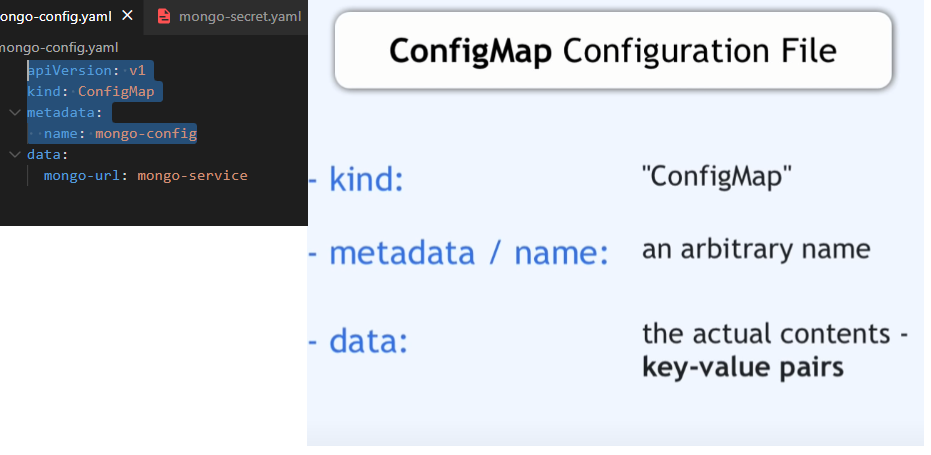 ongo-config.yaml × mongo-secret.yaml
mongo-config.yaml
apiVersion: v1
kind: ConfigMap
metadata:
  name: mongo-config
data:
  mongo-url: mongo-service
ConfigMap Configuration File
- kind: "ConfigMap"
- metadata / name: an arbitrary name
- data: the actual contents -
key-value pairs